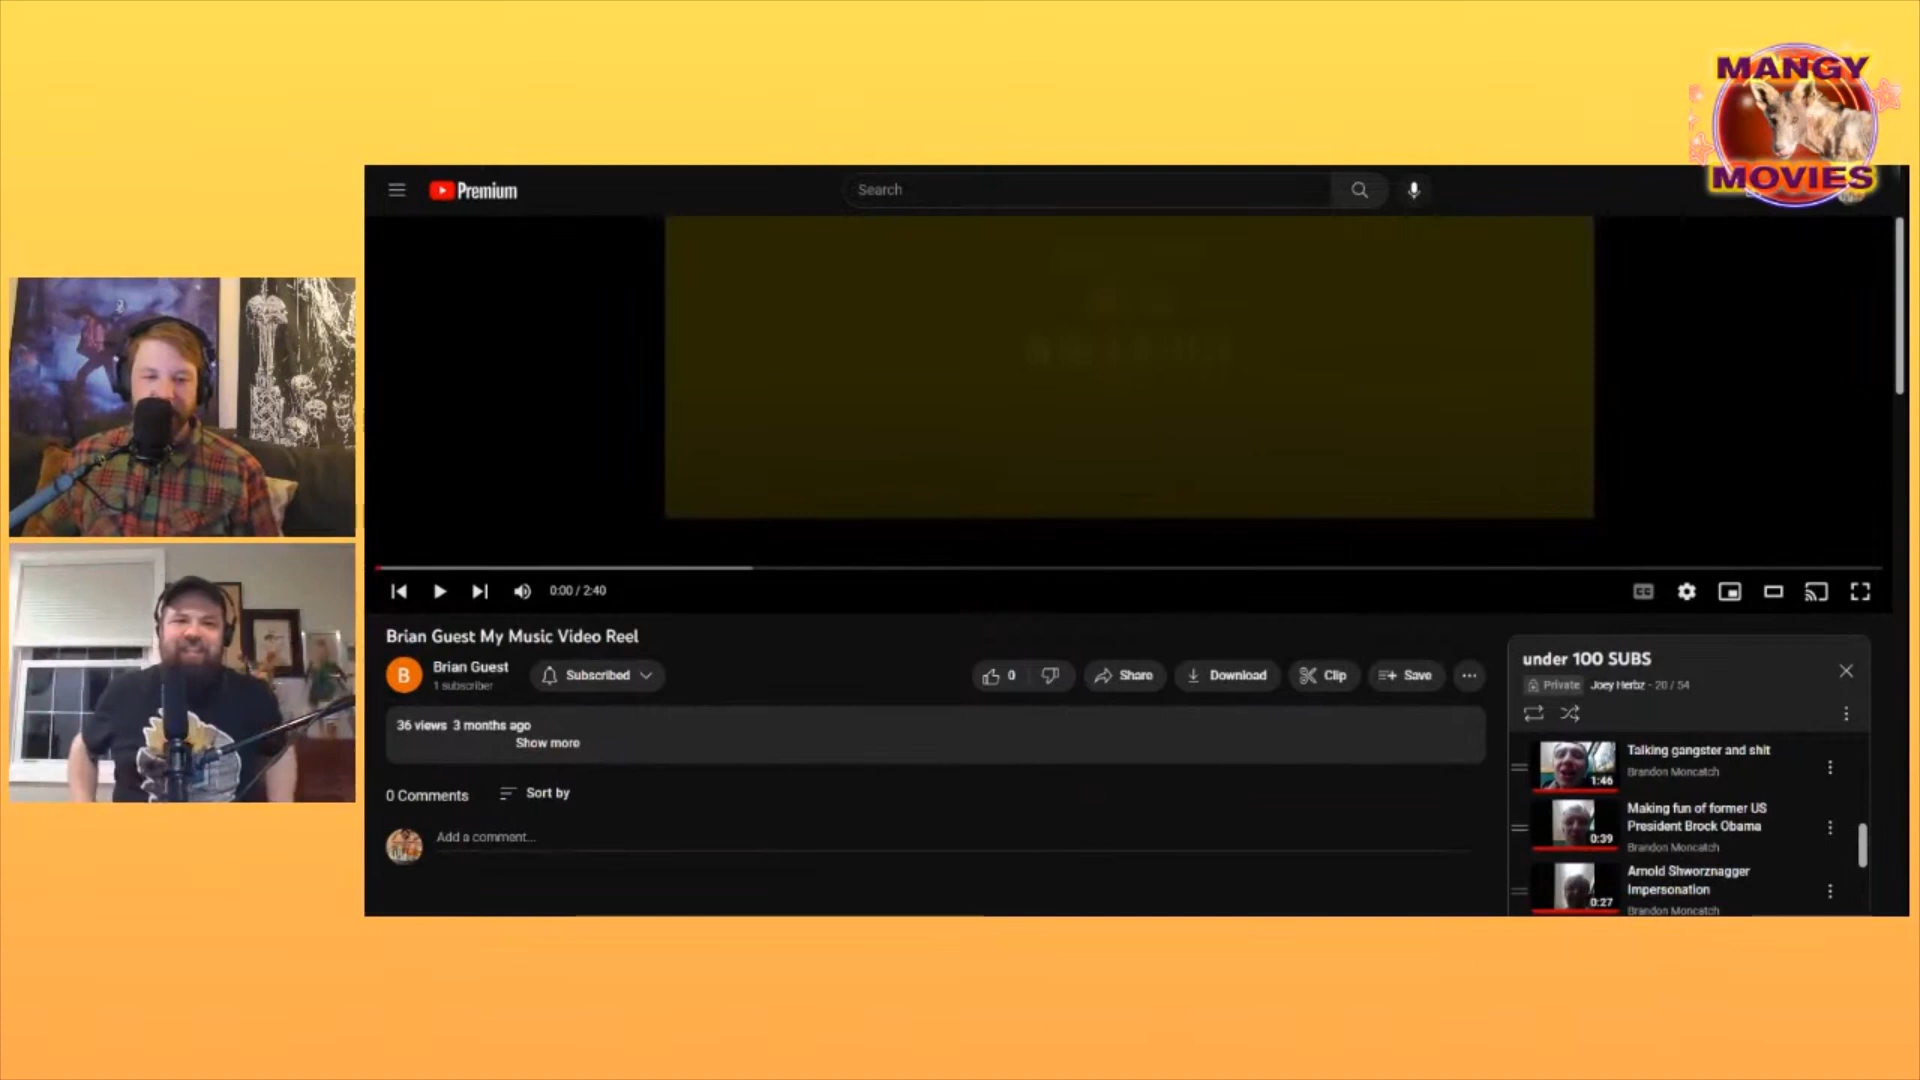 MANGY
MOVIES
Premium
Search
0:00 / 2:40
CC
Brian Guest My Music Video Reel
B
Brian Guest
1 subscriber
Subscribed
0
Share
Download
Clip
Save
36 views 3 months ago
Show more
0 Comments
Sort by
Add a comment...
under 100 SUBS
Private
Joey Herbz - 20 / 54
Talking gangster and shit
Brandon Moncatch
1:46
Making fun of former US
President Brock Obama
Brandon Moncatch
0:39
Arnold Shworznagger
Impersonation
Brandon Moncatch
0:27